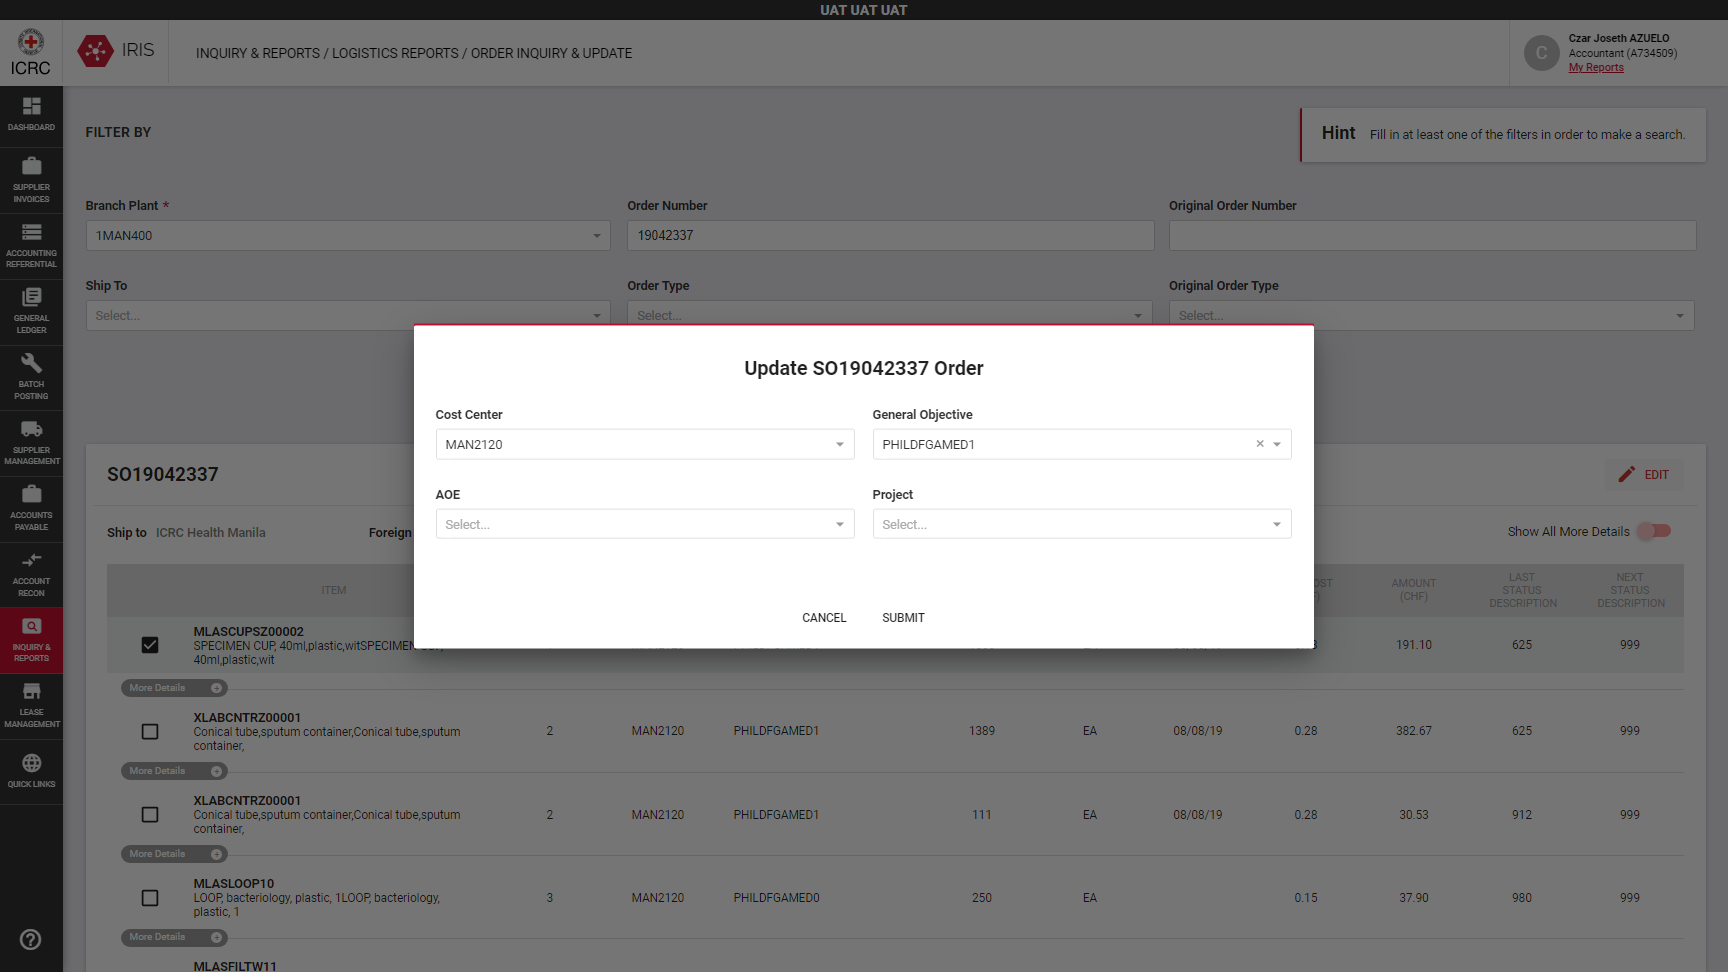 UAT UAT UAT
ICRC
IRIS
INQUIRY & REPORTS / LOGISTICS REPORTS / ORDER INQUIRY & UPDATE
C
Czar Joseth AZUELO
Accountant (A734509)
My Reports
DASHBOARD
SUPPLIER
INVOICES
ACCOUNTING
REFERENTIAL
GENERAL
LEDGER
BATCH
POSTING
SUPPLIER
MANAGEMENT
ACCOUNTS
PAYABLE
ACCOUNT
RECON
INQUIRY &
REPORTS
LEASE
MANAGEMENT
QUICK LINKS
FILTER BY
Hint Fill in at least one of the filters in order to make a search.
Branch Plant * Order Number Original Order Number
1MAN400 19042337
Ship To Order Type Original Order Type
Select... Select... Select...
Update SO19042337 Order
Cost Center General Objective
MAN2120 PHILDFGAMED1 ×
AOE Project
Select... Select...
CANCEL SUBMIT
SO19042337 EDIT
Ship to ICRC Health Manila Foreign Show All More Details
ITEM AMOUNT (CHF) LAST STATUS DESCRIPTION NEXT STATUS DESCRIPTION
MLASCUPSZ00002
SPECIMEN CUP, 40ml,plastic,witSPECIMEN
40ml,plastic,wit
191.10 625 999
More Details
XLABCNTRZ00001
Conical tube,sputum container,Conical tube,sputum
container,
2 MAN2120 PHILDFGAMED1 1389 EA 08/08/19 0.28 382.67 625 999
More Details
XLABCNTRZ00001
Conical tube,sputum container,Conical tube,sputum
container,
2 MAN2120 PHILDFGAMED1 111 EA 08/08/19 0.28 30.53 912 999
More Details
MLASLOOP10
LOOP, bacteriology, plastic, 1LOOP, bacteriology,
plastic, 1
3 MAN2120 PHILDFGAMED0 250 EA 0.15 37.90 980 999
More Details
MLASFILTW11